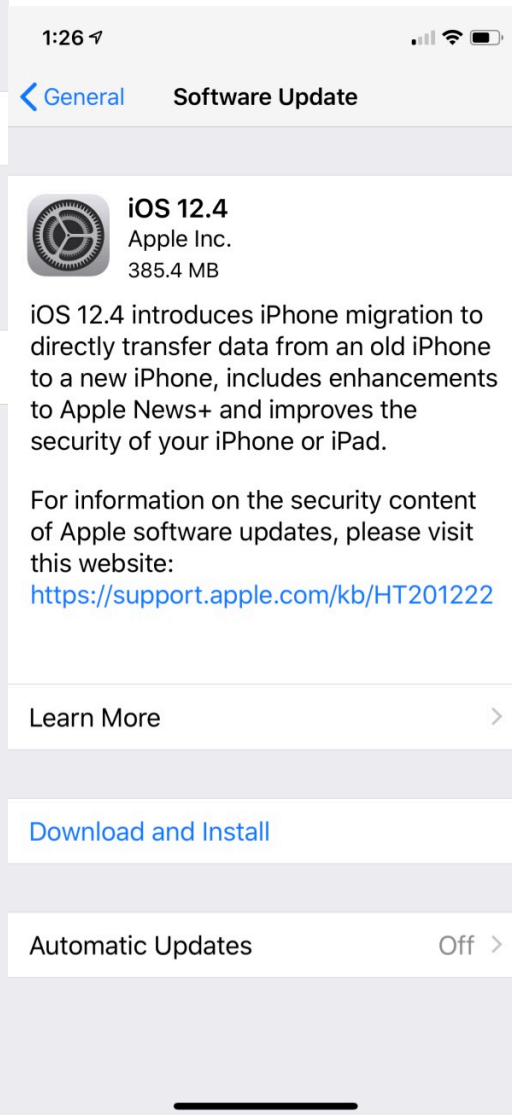 1:26
General Software Update
iOS 12.4
Apple Inc.
385.4 MB
iOS 12.4 introduces iPhone migration to
directly transfer data from an old iPhone
to a new iPhone, includes enhancements
to Apple News+ and improves the
security of your iPhone or iPad.
For information on the security content
of Apple software updates, please visit
this website:
https://support.apple.com/kb/HT201222
Learn More
Download and Install
Automatic Updates Off